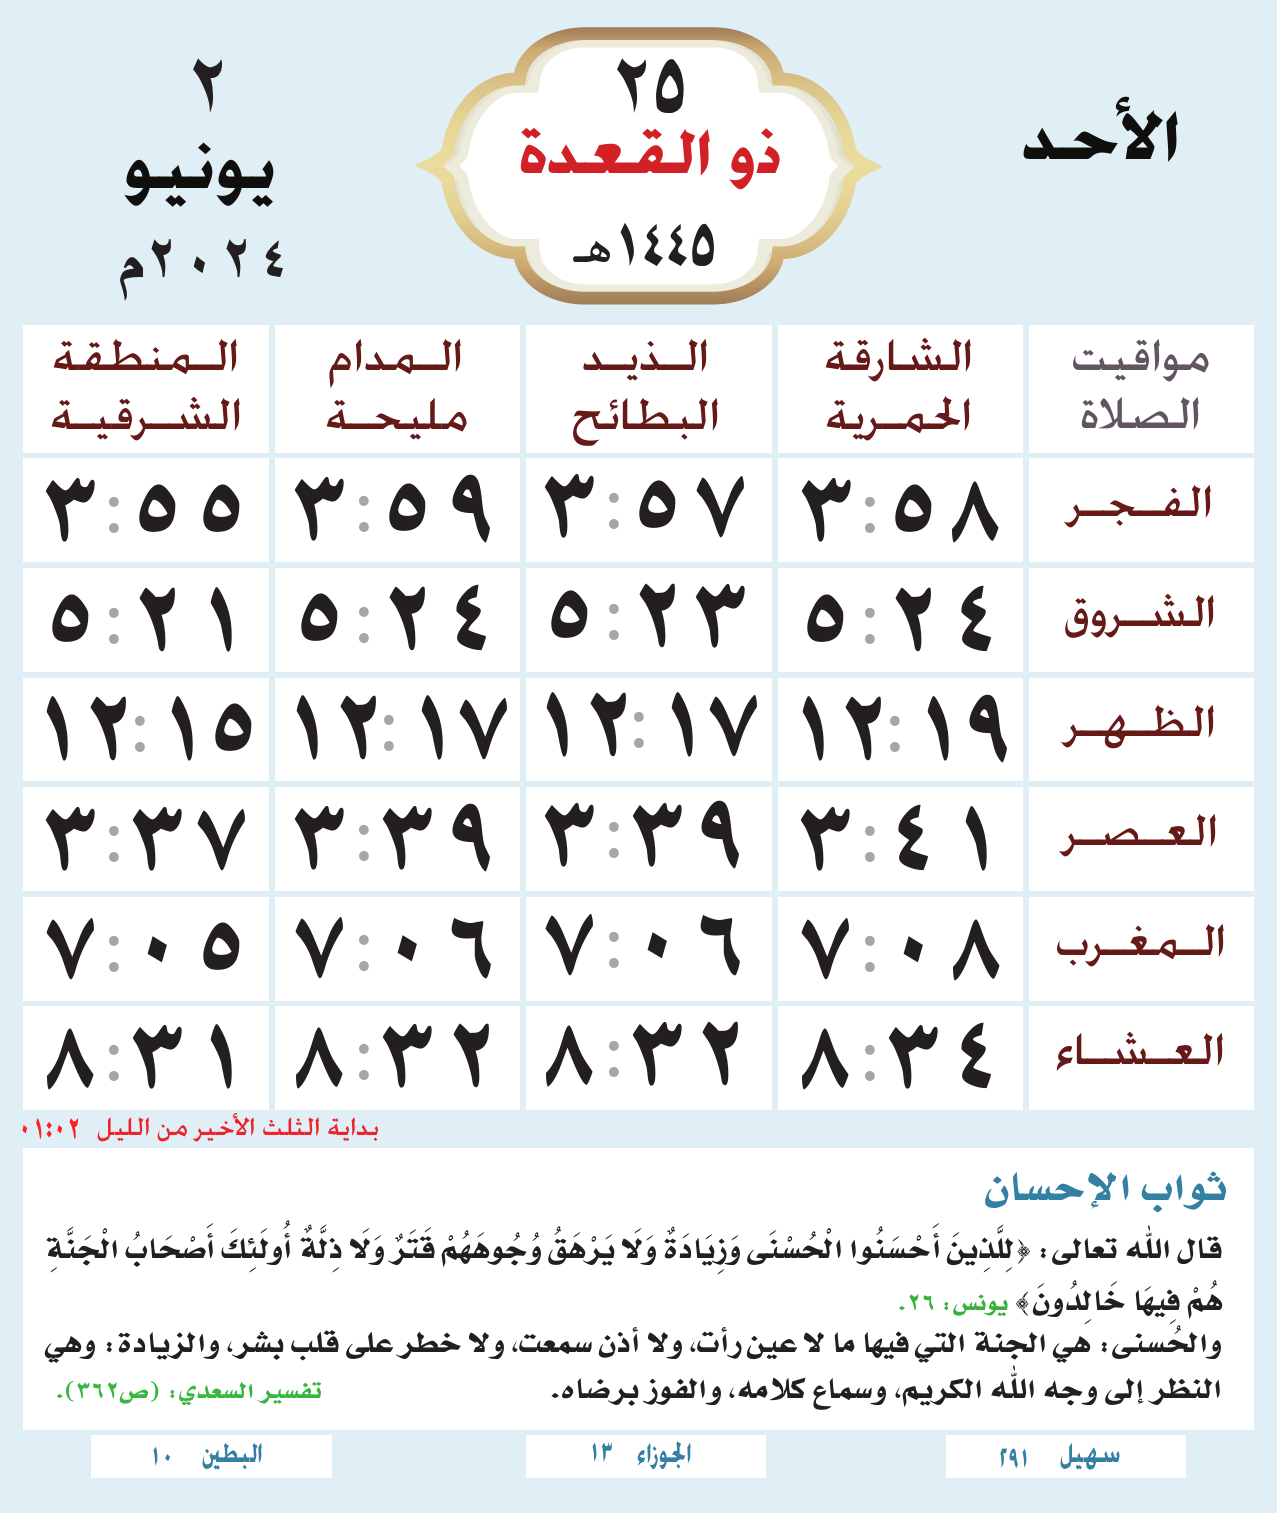 الأحد
٢٥
ذو القعدة
١٤٤٥هـ
٢
يونيو
٢٠٢٤م
مواقيت الصلاة | الشارقة الحمرية | الذيد البطائح | المدام مليحة | المنطقة الشرقية
الفجر | ٣:٥٨ | ٣:٥٧ | ٣:٥٩ | ٣:٥٥
الشروق | ٥:٢٤ | ٥:٢٣ | ٥:٢٤ | ٥:٢١
الظهر | ١٢:١٩ | ١٢:١٧ | ١٢:١٧ | ١٢:١٥
العصر | ٣:٤١ | ٣:٣٩ | ٣:٣٩ | ٣:٣٧
المغرب | ٧:٠٨ | ٧:٠٦ | ٧:٠٦ | ٧:٠٥
العشاء | ٨:٣٤ | ٨:٣٢ | ٨:٣٢ | ٨:٣١
بداية الثلث الأخير من الليل ٠١:٠٢
ثواب الإحسان
قال الله تعالى: ﴿لِلَّذِينَ أَحْسَنُوا الْحُسْنَى وَزِيَادَةٌ وَلَا يَرْهَقُ وُجُوهَهُمْ قَتَرٌ وَلَا ذِلَّةٌ أُولَئِكَ أَصْحَابُ الْجَنَّةِ
هُمْ فِيهَا خَالِدُونَ﴾ يونس: ٢٦.
والحُسنى: هي الجنة التي فيها ما لا عين رأت، ولا أذن سمعت، ولا خطر على قلب بشر، والزيادة: وهي
النظر إلى وجه الله الكريم، وسماع كلامه، والفوز برضاه. تفسير السعدي: (ص٣٦٢).
سهيل ٢٩١
الجوزاء ١٣
البطين ١٠